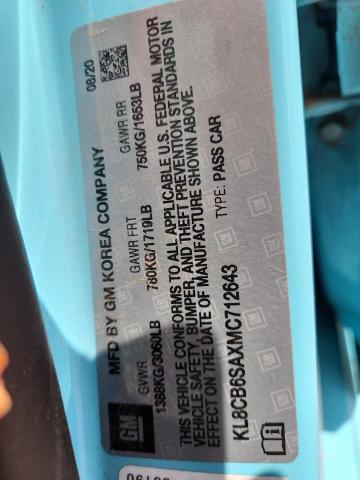 MFD BY GM KOREA COMPANY 08/20
GVWR GAWR FRT GAWR RR
1388KG/3060LB 780KG/1719LB 750KG/1653LB
THIS VEHICLE CONFORMS TO ALL APPLICABLE U.S. FEDERAL MOTOR
VEHICLE SAFETY, BUMPER, AND THEFT PREVENTION STANDARDS IN
EFFECT ON THE DATE OF MANUFACTURE SHOWN ABOVE.
GM
KL8CB6SAXMC712643 TYPE: PASS CAR